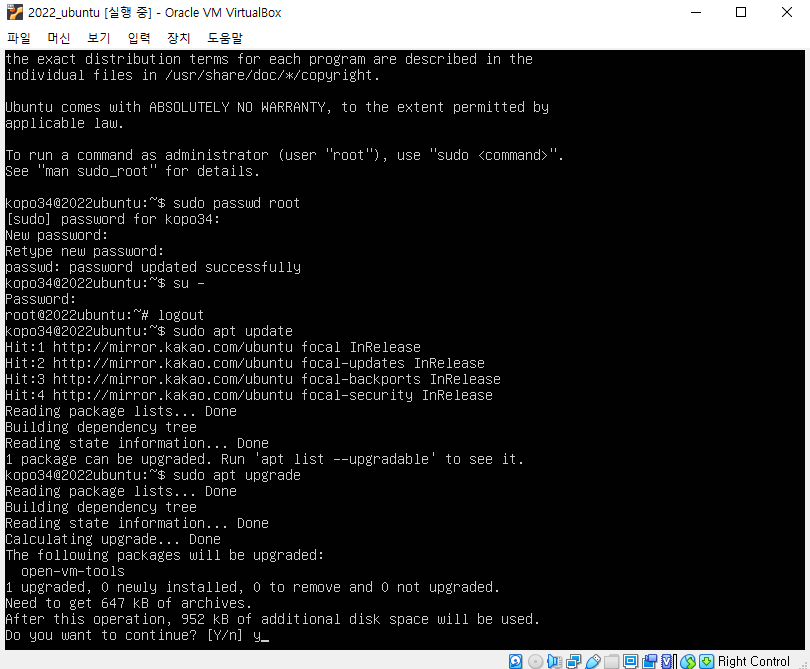 2022_ubuntu [실행 중] - Oracle VM VirtualBox
파일 머신 보기 입력 장치 도움말
the exact distribution terms for each program are described in the
individual files in /usr/share/doc/*/copyright.
Ubuntu comes with ABSOLUTELY NO WARRANTY, to the extent permitted by
applicable law.
To run a command as administrator (user "root"), use "sudo <command>".
See "man sudo_root" for details.
kopo34@2022ubuntu:~$ sudo passwd root
[sudo] password for kopo34:
New password:
Retype new password:
passwd: password updated successfully
kopo34@2022ubuntu:~$ su -
Password:
root@2022ubuntu:~# logout
kopo34@2022ubuntu:~$ sudo apt update
Hit:1 http://mirror.kakao.com/ubuntu focal InRelease
Hit:2 http://mirror.kakao.com/ubuntu focal-updates InRelease
Hit:3 http://mirror.kakao.com/ubuntu focal-backports InRelease
Hit:4 http://mirror.kakao.com/ubuntu focal-security InRelease
Reading package lists... Done
Building dependency tree
Reading state information... Done
1 package can be upgraded. Run 'apt list --upgradable' to see it.
kopo34@2022ubuntu:~$ sudo apt upgrade
Reading package lists... Done
Building dependency tree
Reading state information... Done
Calculating upgrade... Done
The following packages will be upgraded:
  open-vm-tools
1 upgraded, 0 newly installed, 0 to remove and 0 not upgraded.
Need to get 647 kB of archives.
After this operation, 952 kB of additional disk space will be used.
Do you want to continue? [Y/n] y_
Right Control